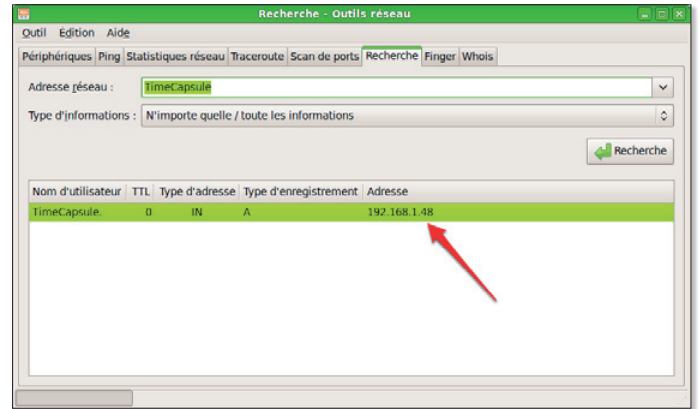 Recherche - Outils réseau
Outil Édition Aide
Périphériques Ping Statistiques réseau Traceroute Scan de ports Recherche Finger Whois
Adresse réseau : TimeCapsule
Type d'informations : N'importe quelle / toute les informations
Recherche
Nom d'utilisateur TTL Type d'adresse Type d'enregistrement Adresse
TimeCapsule. 0 IN A 192.168.1.48